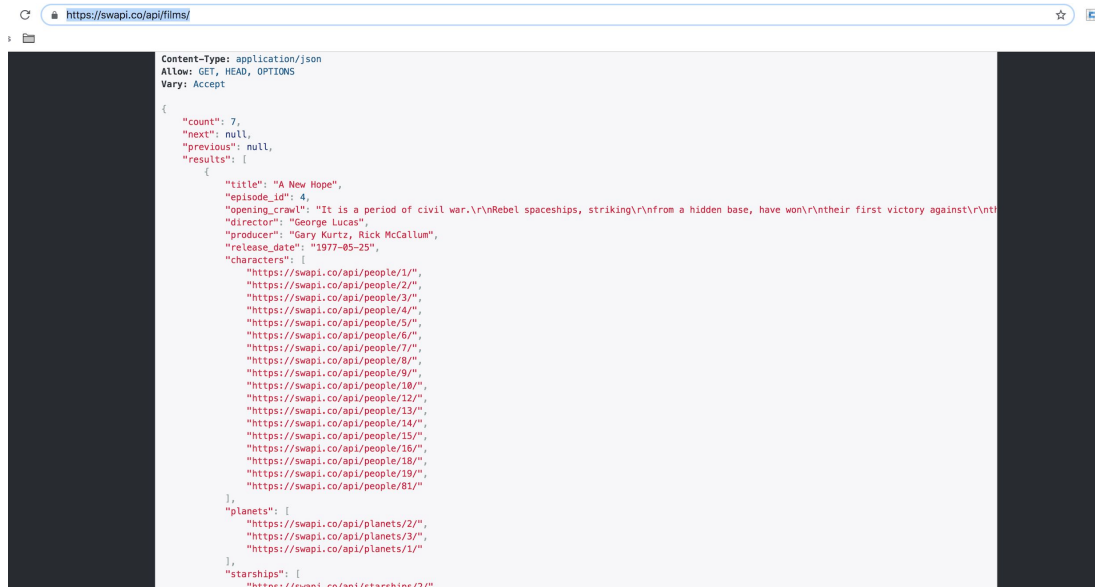 https://swapi.co/api/films/
s
Content-Type: application/json
Allow: GET, HEAD, OPTIONS
Vary: Accept
{
"count": 7,
"next": null,
"previous": null,
"results": [
{
"title": "A New Hope",
"episode_id": 4,
"opening_crawl": "It is a period of civil war.\r\nRebel spaceships, striking\r\nfrom a hidden base, have won\r\ntheir first victory against\r\nth
"director": "George Lucas",
"producer": "Gary Kurtz, Rick McCallum",
"release_date": "1977-05-25",
"characters": [
"https://swapi.co/api/people/1/",
"https://swapi.co/api/people/2/",
"https://swapi.co/api/people/3/",
"https://swapi.co/api/people/4/",
"https://swapi.co/api/people/5/",
"https://swapi.co/api/people/6/",
"https://swapi.co/api/people/7/",
"https://swapi.co/api/people/8/",
"https://swapi.co/api/people/9/",
"https://swapi.co/api/people/10/",
"https://swapi.co/api/people/12/",
"https://swapi.co/api/people/13/",
"https://swapi.co/api/people/14/",
"https://swapi.co/api/people/15/",
"https://swapi.co/api/people/16/",
"https://swapi.co/api/people/18/",
"https://swapi.co/api/people/19/",
"https://swapi.co/api/people/81/"
],
"planets": [
"https://swapi.co/api/planets/2/",
"https://swapi.co/api/planets/3/",
"https://swapi.co/api/planets/1/"
],
"starships": [
"https://swapi.co/api/starships/2/",